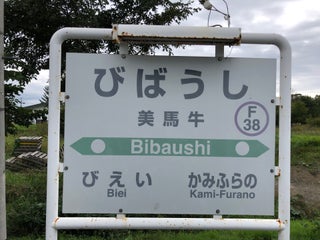 びばうし
美馬牛
F
38
Bibaushi
びえい かみふらの
Biei Kami-Furano